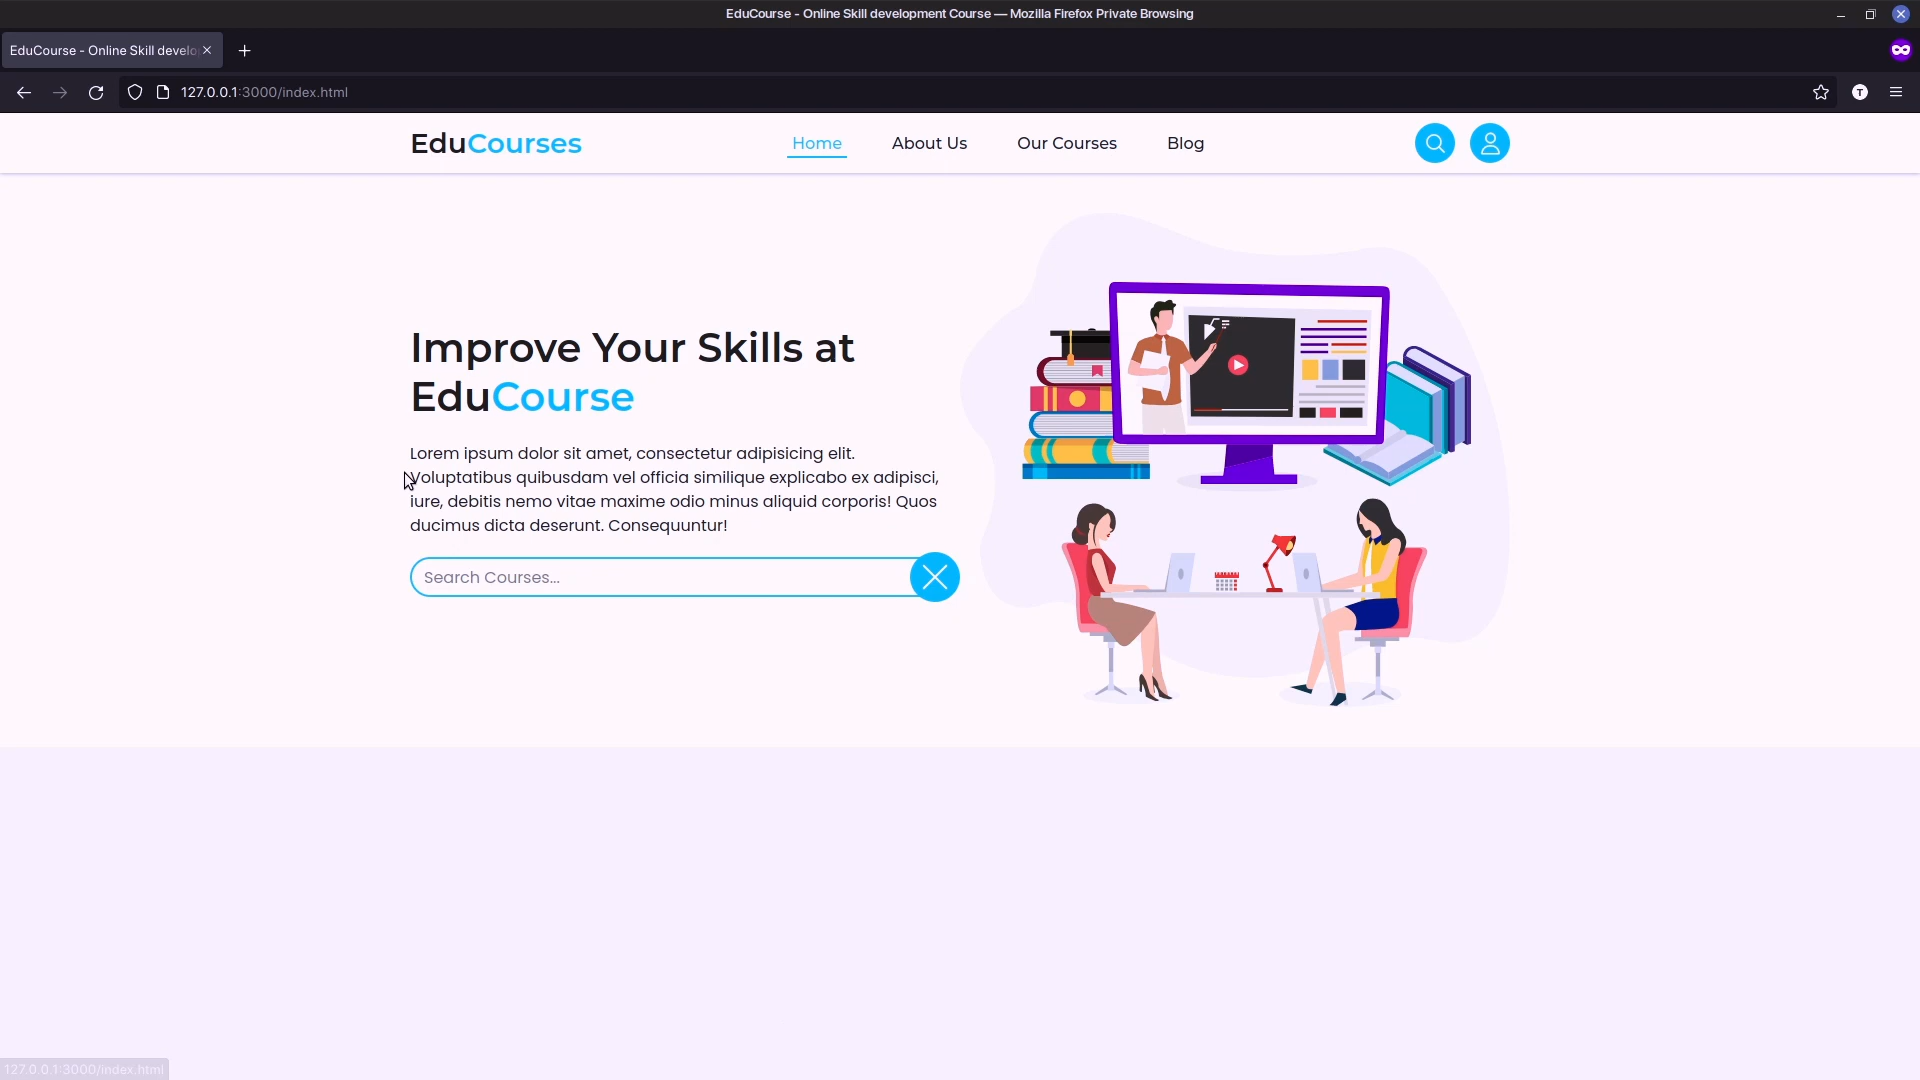 EduCourse - Online Skill development Course — Mozilla Firefox Private Browsing
EduCourse - Online Skill develo
127.0.0.1:3000/index.html
EduCourses
Home
About Us
Our Courses
Blog
Improve Your Skills at
EduCourse
Lorem ipsum dolor sit amet, consectetur adipisicing elit.
Voluptatibus quibusdam vel officia similique explicabo ex adipisci,
iure, debitis nemo vitae maxime odio minus aliquid corporis! Quos
ducimus dicta deserunt. Consequuntur!
Search Courses...
127.0.0.1:3000/index.html